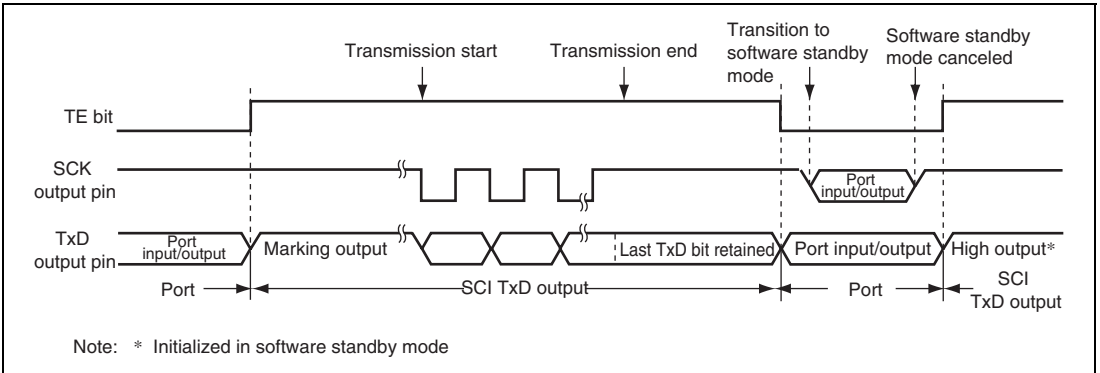 Transmission start
Transmission end
Transition to
software standby
mode
Software standby
mode canceled
TE bit
SCK
output pin
Port
input/output
TxD
output pin
Port
input/output
Marking output
Last TxD bit retained
Port input/output
High output*
Port
SCI TxD output
Port
SCI
TxD output
Note: * Initialized in software standby mode